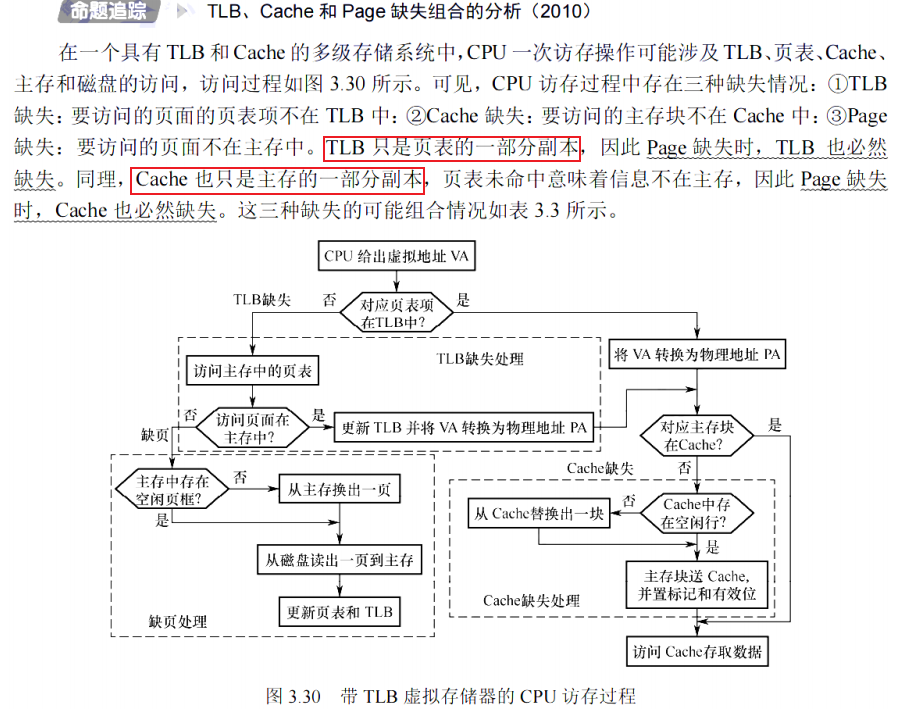 命题追踪 TLB、Cache 和 Page 缺失组合的分析（2010）
在一个具有 TLB 和 Cache 的多级存储系统中，CPU 一次访存操作可能涉及 TLB、页表、Cache、
主存和磁盘的访问，访问过程如图 3.30 所示。可见，CPU 访存过程中存在三种缺失情况：①TLB
缺失：要访问的页面的页表项不在 TLB 中；②Cache 缺失：要访问的主存块不在 Cache 中；③Page
缺失：要访问的页面不在主存中。TLB 只是页表的一部分副本，因此 Page 缺失时，TLB 也必然
缺失。同理，Cache 也只是主存的一部分副本，页表未命中意味着信息不在主存，因此 Page 缺失
时，Cache 也必然缺失。这三种缺失的可能组合情况如表 3.3 所示。
CPU 给出虚拟地址 VA
TLB缺失
否
对应页表项
在TLB中？
是
TLB缺失处理
访问主存中的页表
将 VA 转换为物理地址 PA
否
访问页面在
主存中？
是
更新 TLB 并将 VA 转换为物理地址 PA
缺页
对应主存块
在Cache？
是
Cache缺失
否
主存中存在
空闲页框？
否
从主存换出一页
是
从 Cache替换出一块
否
Cache中存
在空闲行？
是
从磁盘读出一页到主存
主存块送 Cache，
并置标记和有效位
更新页表和 TLB
缺页处理
Cache缺失处理
访问 Cache存取数据
图 3.30 带 TLB 虚拟存储器的 CPU 访存过程